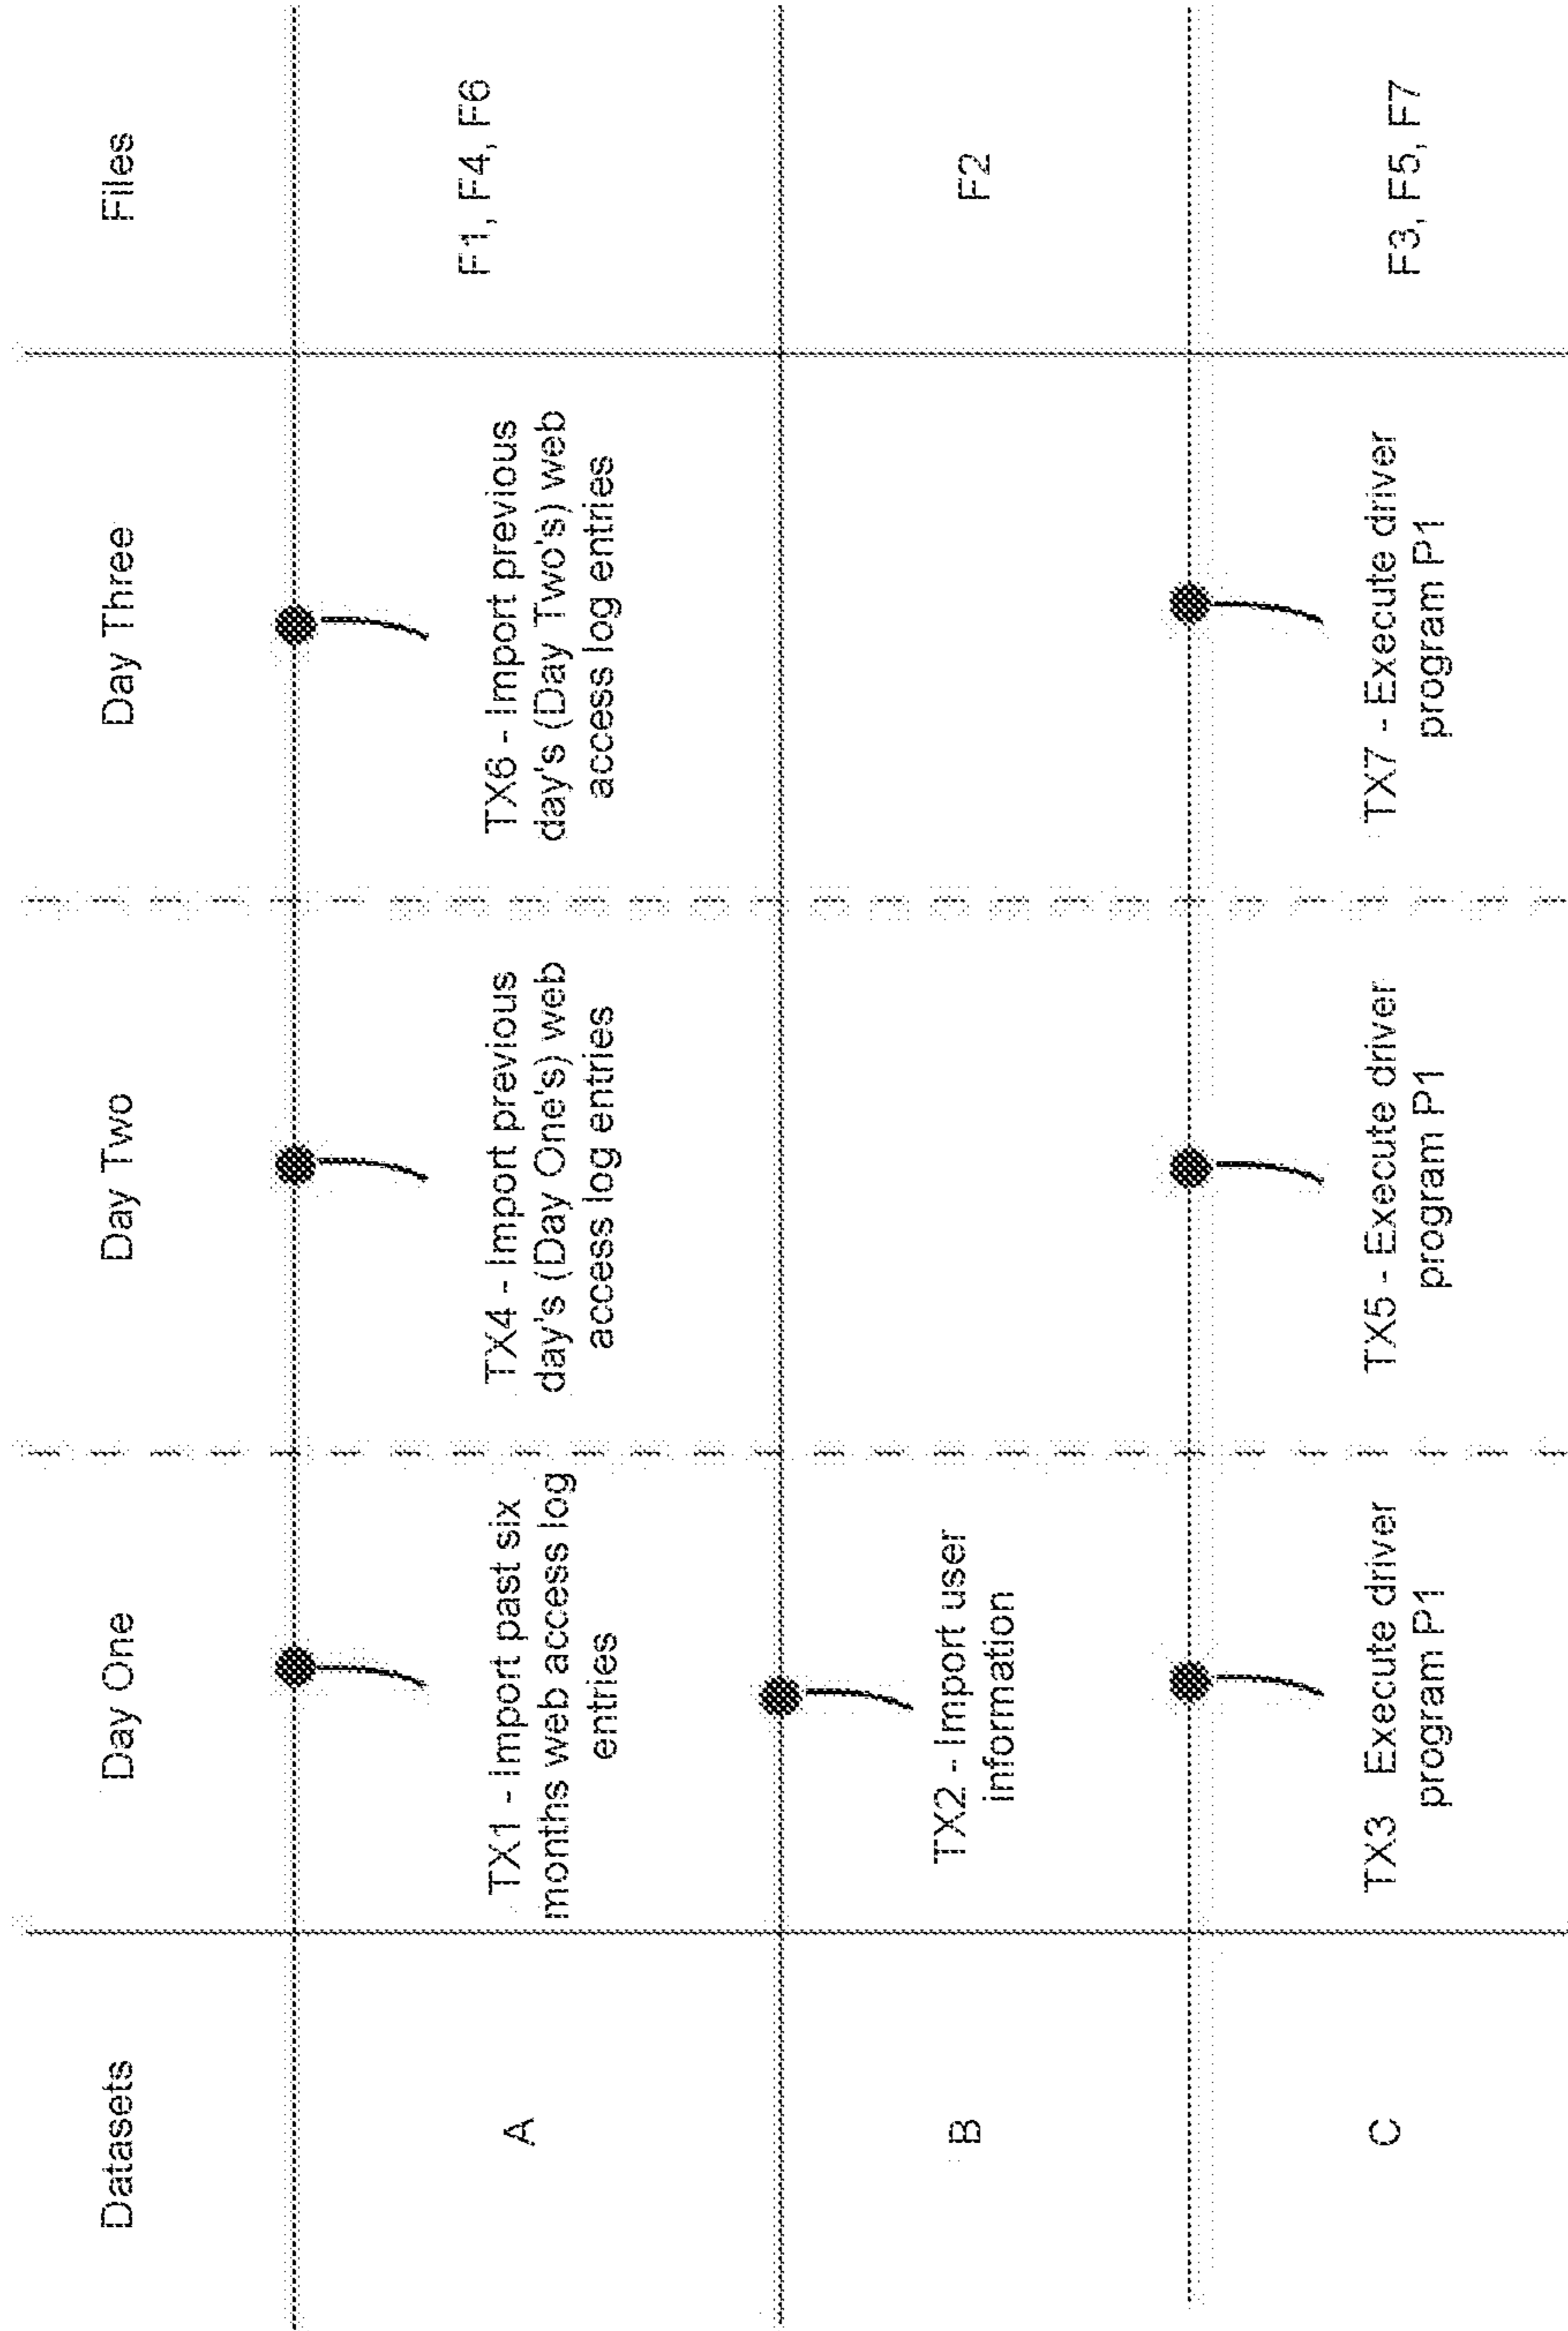 Datasets
Day One
Day Two
Day Three
Files
A
TX1 - Import past six
months web access log
entries
TX4 - Import previous
day's (Day One's) web
access log entries
TX6 - Import previous
day's (Day Two's) web
access log entries
F1, F4, F6
B
TX2 - Import user
information
F2
C
TX3 Execute driver
program P1
TX5 - Execute driver
program P1
TX7 - Execute driver
program P1
F3, F5, F7